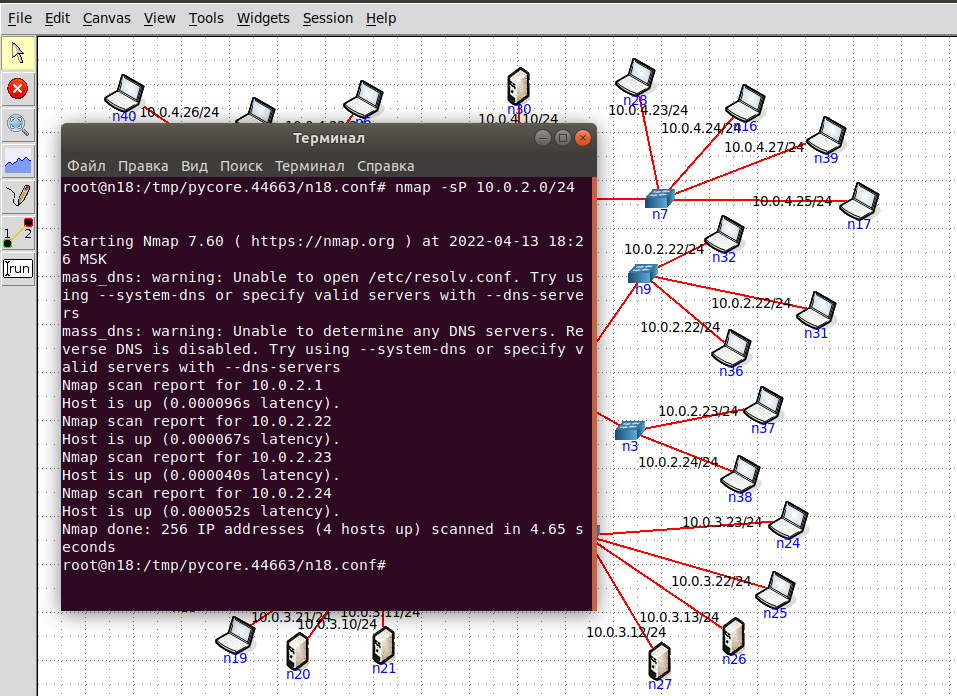 File Edit Canvas View Tools Widgets Session Help
n40
10.0.4.26/24
n30
10.0.4.10/24
n28
10.0.4.23/24
10.0.4.24/24
n16
10.0.4.27/24
n39
n7
10.0.4.25/24
n17
Терминал
Файл Правка Вид Поиск Терминал Справка
root@n18:/tmp/pycore.44663/n18.conf# nmap -sP 10.0.2.0/24
Starting Nmap 7.60 ( https://nmap.org ) at 2022-04-13 18:2
6 MSK
mass_dns: warning: Unable to open /etc/resolv.conf. Try us
ing --system-dns or specify valid servers with --dns-serve
rs
mass_dns: warning: Unable to determine any DNS servers. Re
verse DNS is disabled. Try using --system-dns or specify v
alid servers with --dns-servers
Nmap scan report for 10.0.2.1
Host is up (0.000096s latency).
Nmap scan report for 10.0.2.22
Host is up (0.000067s latency).
Nmap scan report for 10.0.2.23
Host is up (0.000040s latency).
Nmap scan report for 10.0.2.24
Host is up (0.000052s latency).
Nmap done: 256 IP addresses (4 hosts up) scanned in 4.65 s
econds
root@n18:/tmp/pycore.44663/n18.conf#
1 2
run
10.0.2.22/24
n32
n9
10.0.2.22/24
n31
10.0.2.22/24
n36
10.0.2.23/24
n37
n3
10.0.2.24/24
n38
10.0.3.23/24
n24
10.0.3.22/24
n25
10.0.3.13/24
n26
10.0.3.12/24
n27
10.0.3.21/24
10.0.3.11/24
10.0.3.10/24
n19
n20
n21